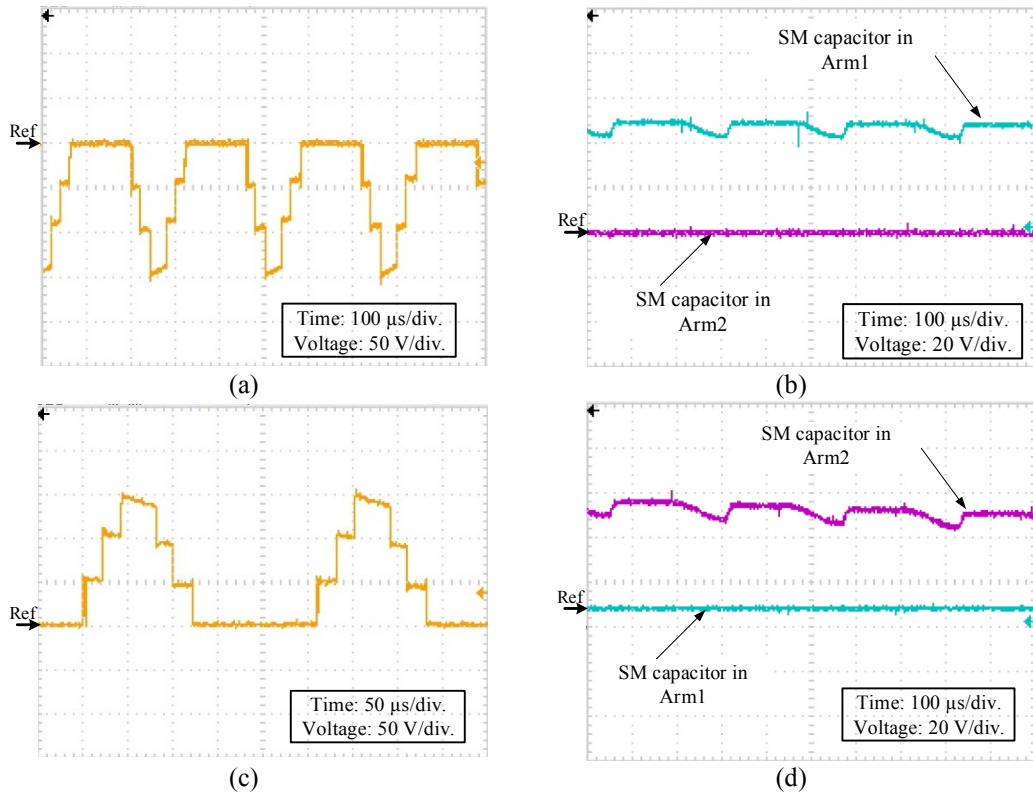 Ref
Time: 100 µs/div.
Voltage: 50 V/div.
(a)
SM capacitor in
Arm1
Ref
SM capacitor in
Arm2
Time: 100 µs/div.
Voltage: 20 V/div.
(b)
Ref
Time: 50 µs/div.
Voltage: 50 V/div.
(c)
SM capacitor in
Arm2
Ref
SM capacitor in
Arm1
Time: 100 µs/div.
Voltage: 20 V/div.
(d)